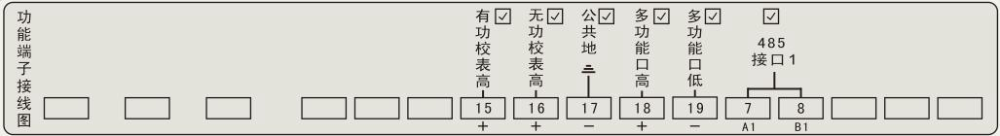 功能端子接线图
有功校表高
无功校表高
公共地
多功能口高
多功能口低
485
接口1
15
16
17
18
19
7
8
+
+
−
+
−
A1
B1